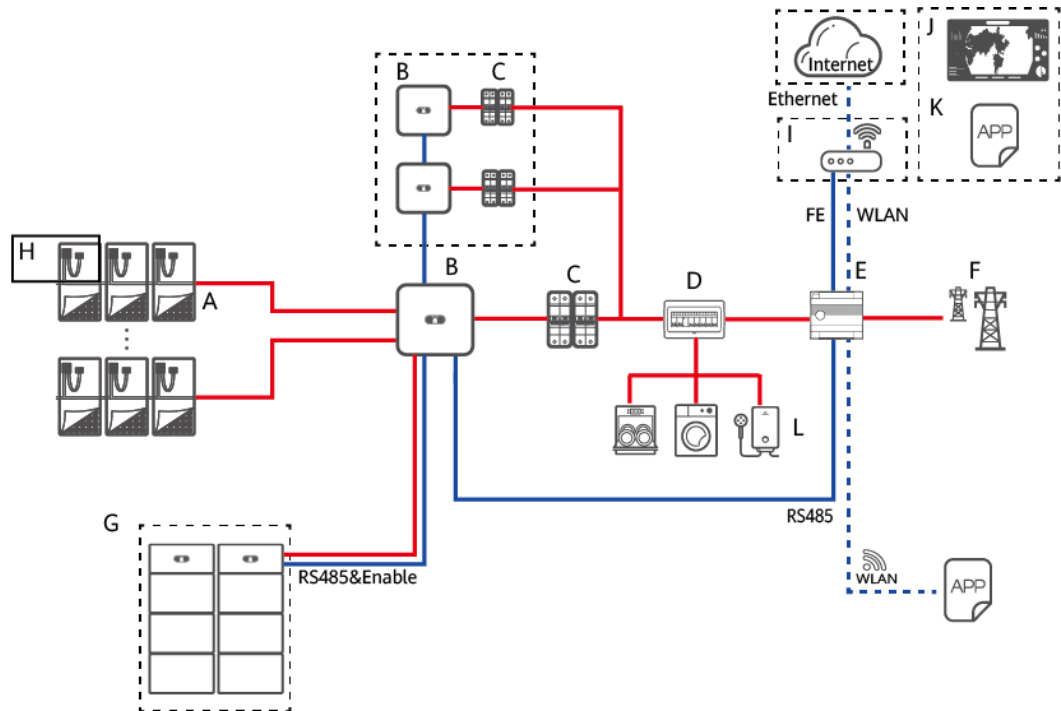 J
Internet
Ethernet
B
C
K
APP
I
FE
WLAN
H
A
B
C
D
E
F
L
RS485
G
RS485&Enable
WLAN
APP